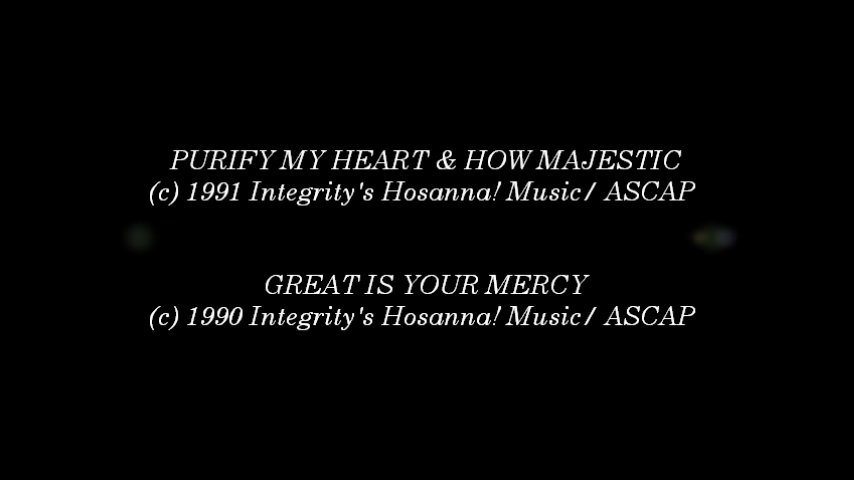 PURIFY MY HEART & HOW MAJESTIC
(c) 1991 Integrity's Hosanna! Music/ ASCAP
GREAT IS YOUR MERCY
(c) 1990 Integrity's Hosanna! Music/ ASCAP